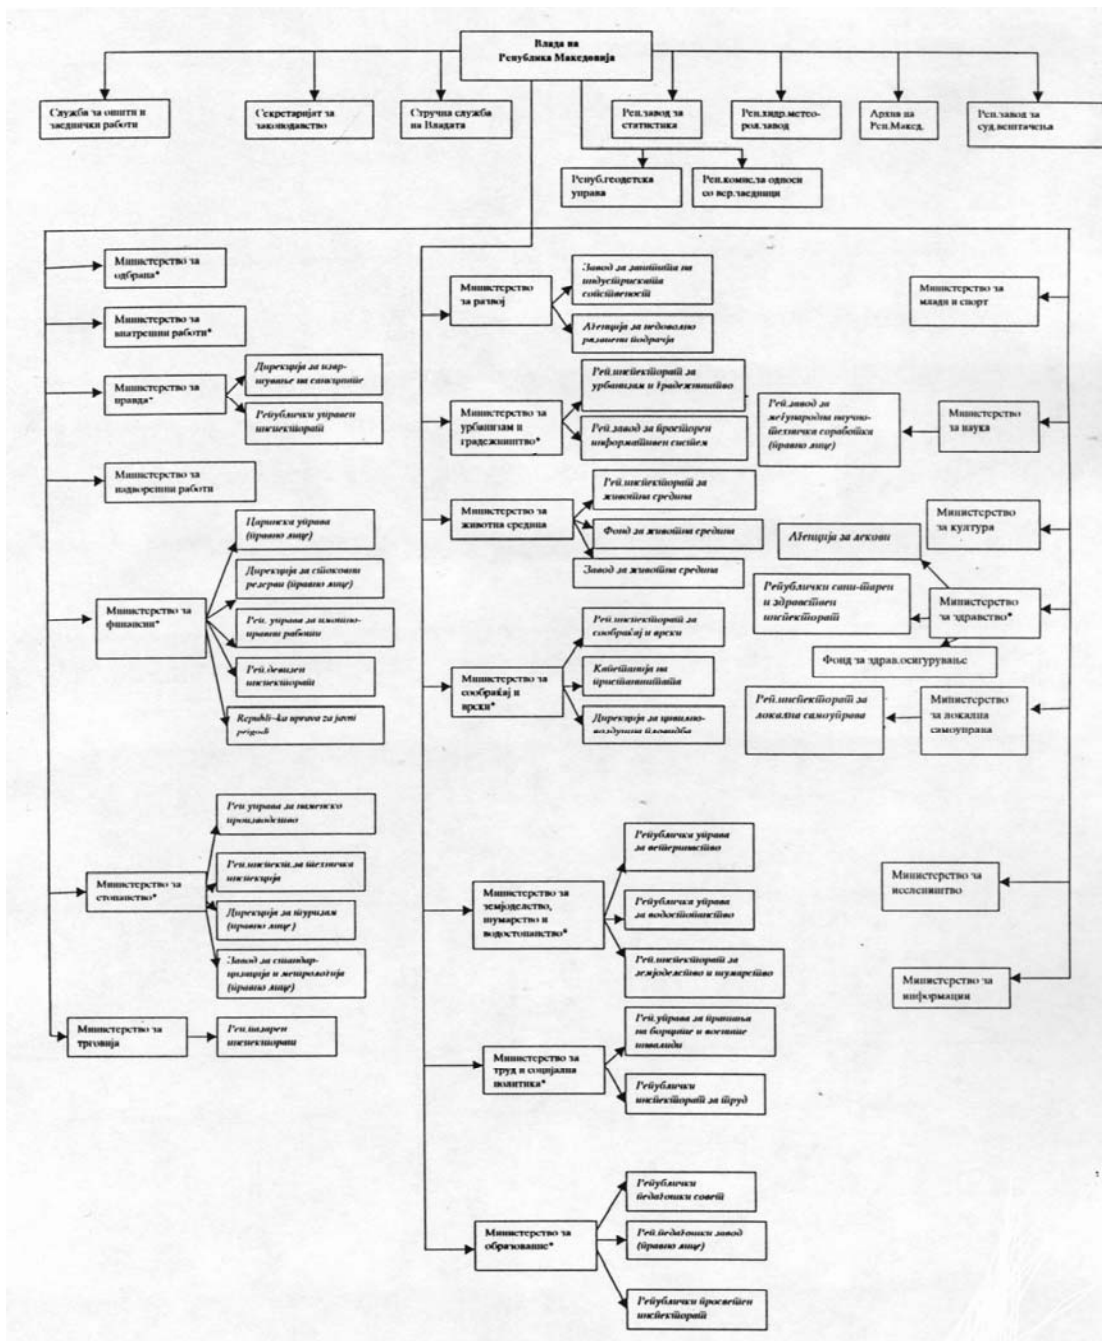 Влада на
Република Македонија
Служба за општи и
заеднички работи
Секретаријат за
законодавство
Стручна служба
на Владата
Реп.завод за
статистика
Реп.хидр.метео-
рол.завод
Архив на
Реп.Макед.
Реп.завод за
суд.вештачења
Репуб.геодетска
управа
Реп.комис.за односи
со вер.заедници
Министерство за
одбрана*
Министерство за
внатрешни работи*
Министерство за
правда*
Дирекција за извр-
шување на санкциите
Републички управен
инспекторат
Министерство за
надворешни работи
Министерство за
финансии*
Царинска управа
(правно лице)
Дирекција за стоковни
резерви (правно лице)
Реп. управа за имотно-
правни работи
Реп.девизен
инспекторат
Republi~ka uprava za javni
prihodi
Министерство за
стопанство*
Реп управа за наменско
производство
Реп.инспект.за техничка
инспекција
Дирекција за туризам
(правно лице)
Завод за стандар-
дизација и метрологија
(правно лице)
Министерство за
трговија
Реп.пазарен
инспекторат
Министерство
за развој
Завод за заштита на
индустриската
сопственост
Агенција за недоволно
развиени подрачја
Министерство за
урбанизам и
градежништво*
Реп.инспекторат за
урбанизам и градежништво
Реп.завод за просторен
информативен систем
Министерство за
животна средина
Реп.инспекторат за
животна средина
Фонд за животна средина
Завод за животна средина
Министерство за
сообраќај и
врски*
Реп.инспекторат за
сообраќај и врски
Капетанија на
пристаништата
Дирекција за цивилно-
воздушна пловидба
Министерство за
земјоделство,
шумарство и
водостопанство*
Републичка управа
за ветеринаство
Републичка управа
за водостопанство
Реп.инспекторат за
земјоделство и шумарство
Министерство за
труд и социјална
политика*
Реп.управа за прашања
на борците и воените
инвалиди
Републички
инспекторат за труд
Министерство за
образование*
Републички
педагошки совет
Реп.педагошки завод
(правно лице)
Републички просветен
инспекторат
Министерство за
млади и спорт
Министерство
за наука
Реп.завод за
меѓународна научно-
техничка соработка
(правно лице)
Министерство
за култура
Агенција за лекови
Министерство
за здравство*
Републички сани-тарен
и здравствен
инспекторат
Фонд за здрав.осигурување
Министерство
за локална
самоуправа
Реп.инспекторат за
локална самоуправа
Министерство за
иселеништво
Министерство за
информации